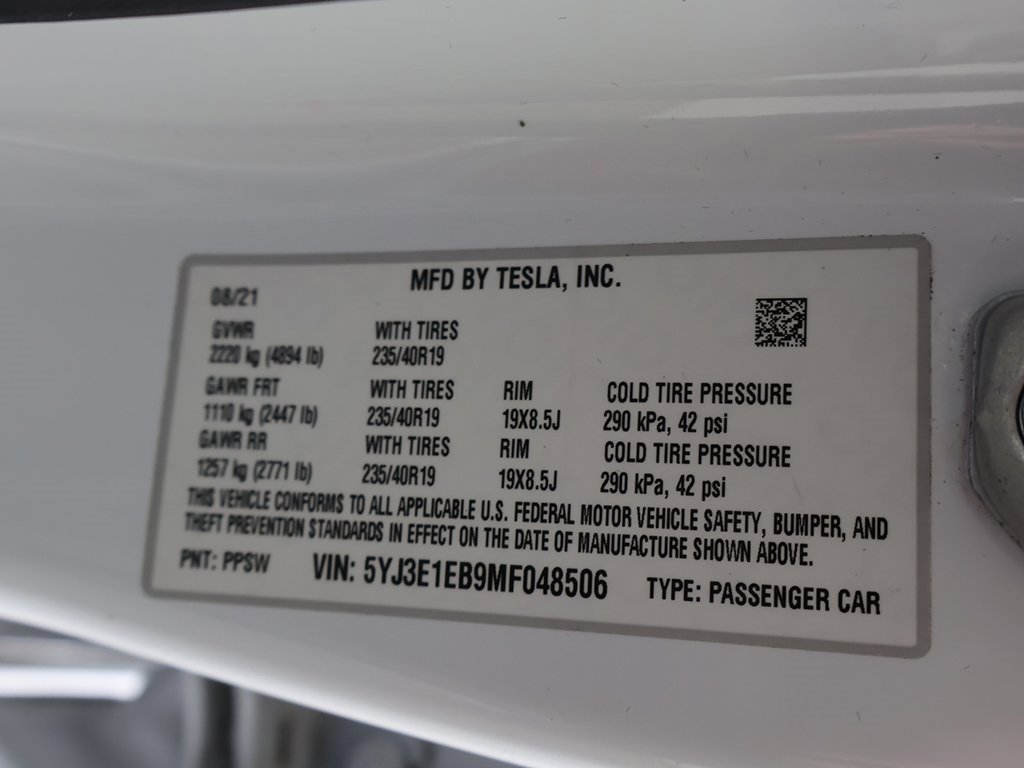 MFD BY TESLA, INC.
08/21
GVWR WITH TIRES
2220 kg (4894 lb) 235/40R19
GAWR FRT WITH TIRES RIM COLD TIRE PRESSURE
1110 kg (2447 lb) 235/40R19 19X8.5J 290 kPa, 42 psi
GAWR RR WITH TIRES RIM COLD TIRE PRESSURE
1257 kg (2771 lb) 235/40R19 19X8.5J 290 kPa, 42 psi
THIS VEHICLE CONFORMS TO ALL APPLICABLE U.S. FEDERAL MOTOR VEHICLE SAFETY, BUMPER, AND
THEFT PREVENTION STANDARDS IN EFFECT ON THE DATE OF MANUFACTURE SHOWN ABOVE.
PNT: PPSW VIN: 5YJ3E1EB9MF048506 TYPE: PASSENGER CAR